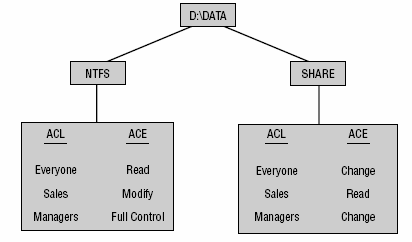 D:\DATA
NTFS
SHARE
ACL ACE
Everyone Read
Sales Modify
Managers Full Control
ACL ACE
Everyone Change
Sales Read
Managers Change